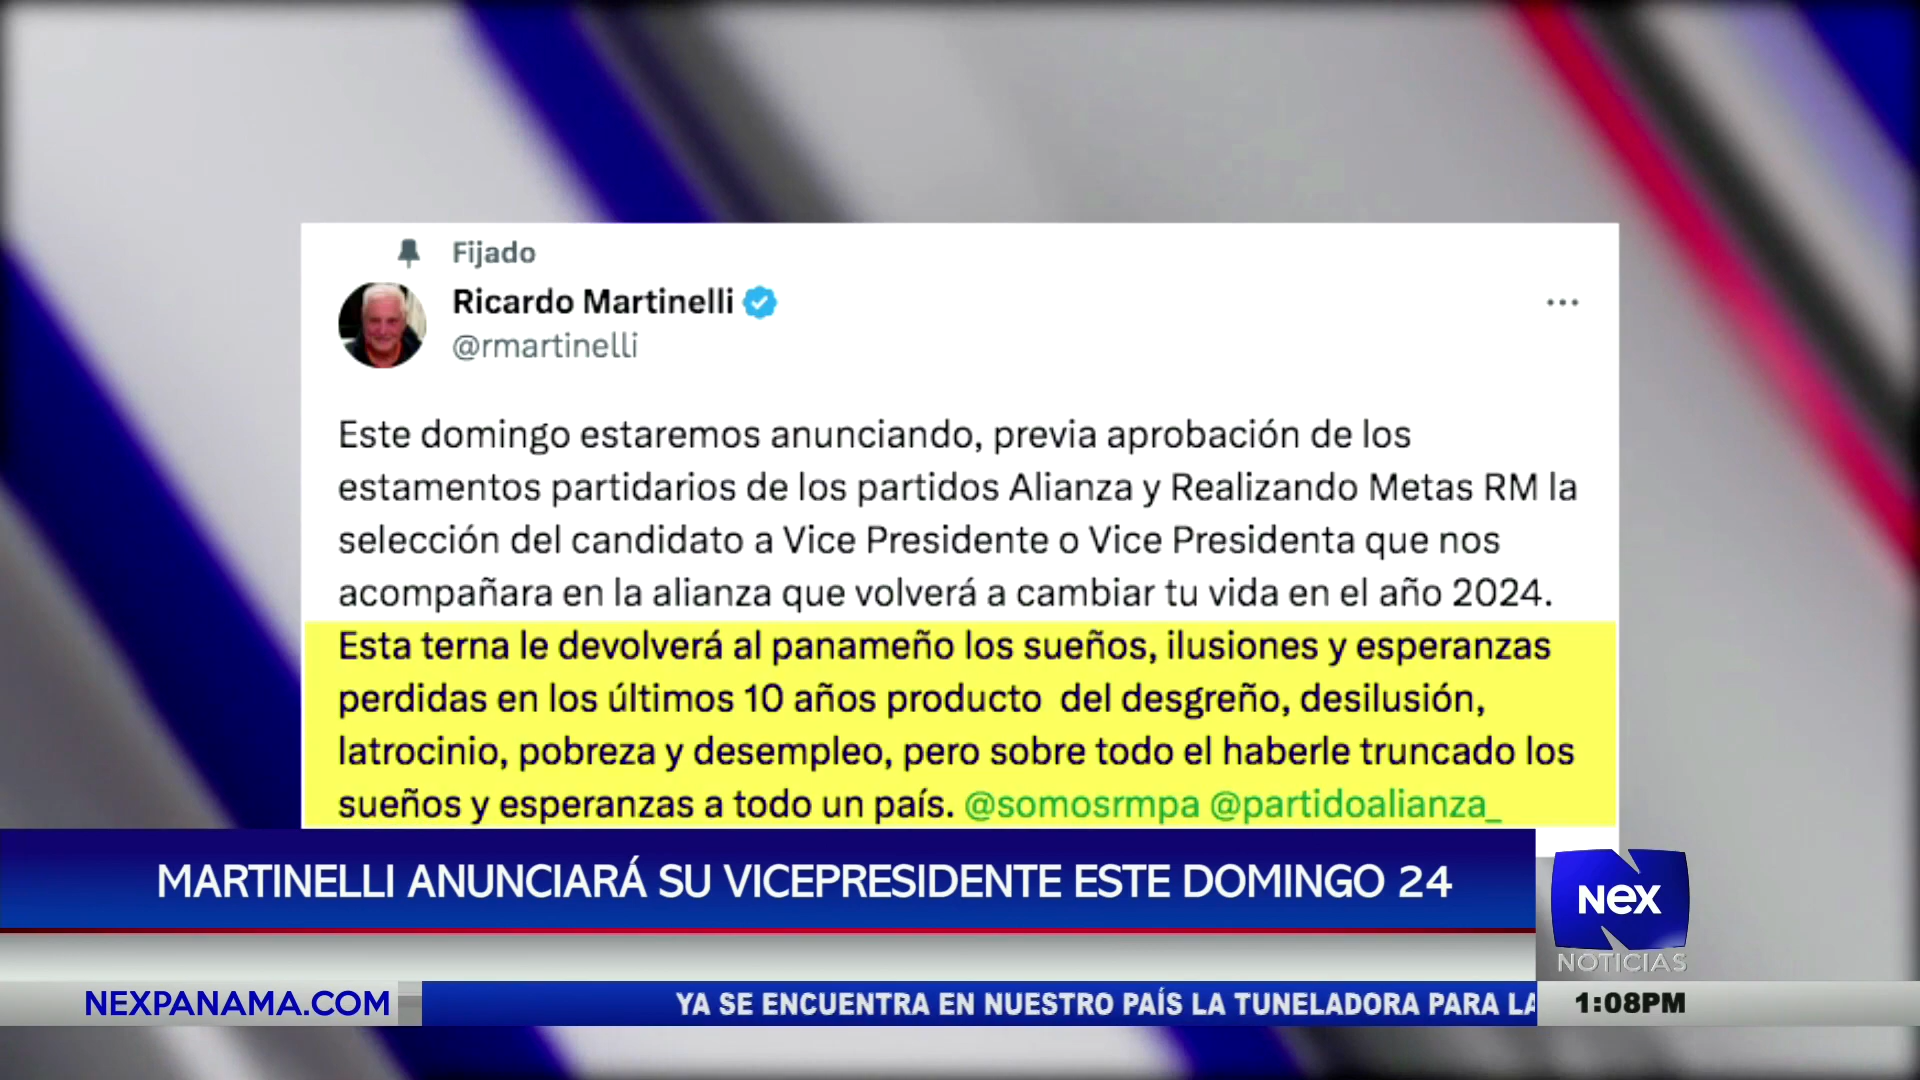 Fijado
Ricardo Martinelli
@rmartinelli
Este domingo estaremos anunciando, previa aprobación de los
estamentos partidarios de los partidos Alianza y Realizando Metas RM la
selección del candidato a Vice Presidente o Vice Presidenta que nos
acompañara en la alianza que volverá a cambiar tu vida en el año 2024.
Esta terna le devolverá al panameño los sueños, ilusiones y esperanzas
perdidas en los últimos 10 años producto  del desgreño, desilusión,
latrocinio, pobreza y desempleo, pero sobre todo el haberle truncado los
sueños y esperanzas a todo un país. @somosrmpa @partidoalianza_
MARTINELLI ANUNCIARÁ SU VICEPRESIDENTE ESTE DOMINGO 24
Nex
NOTICIAS
NEXPANAMA.COM
YA SE ENCUENTRA EN NUESTRO PAÍS LA TUNELADORA PARA LA
1:08PM